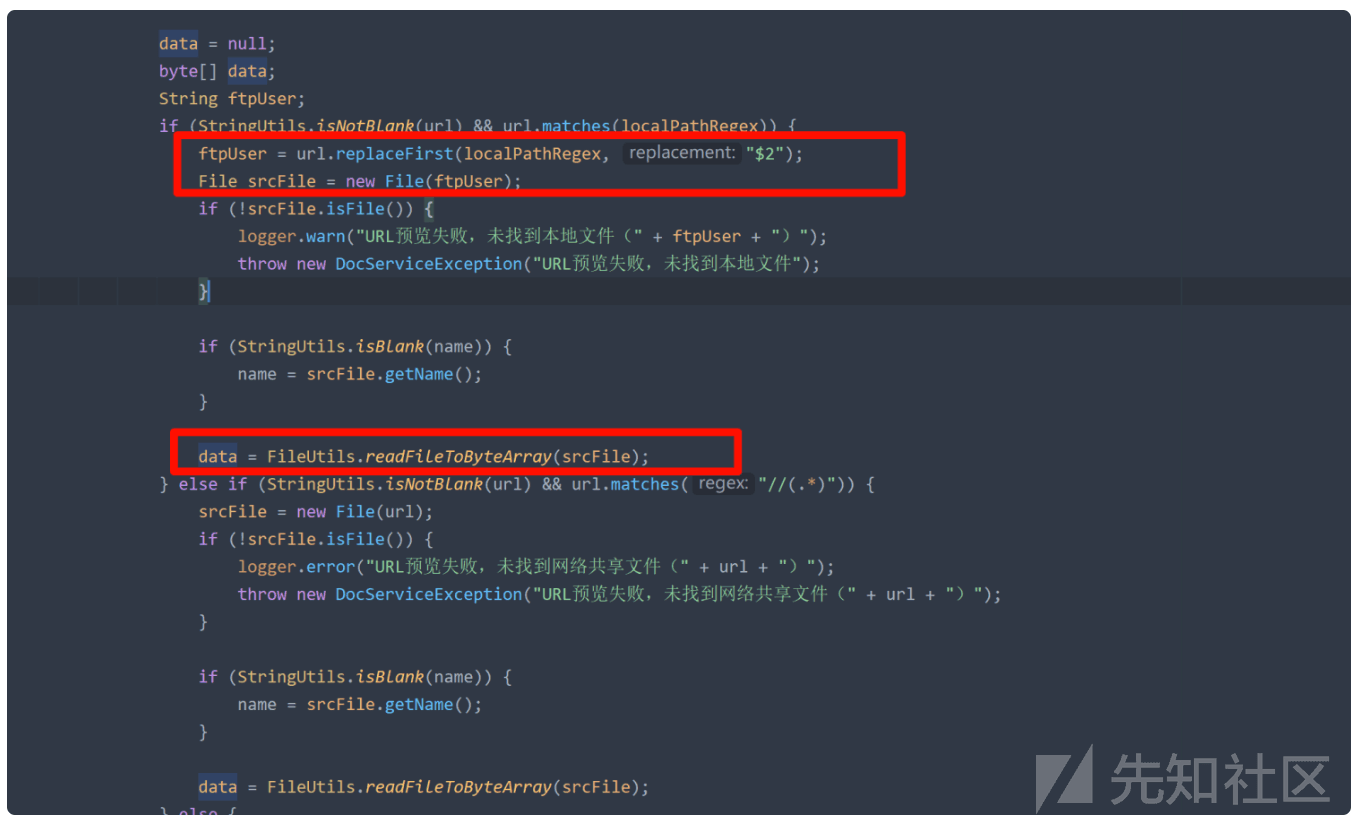 data = null;
byte[] data;
String ftpUser;
if (StringUtils.isNotBlank(url) && url.matches(localPathRegex)) {
ftpUser = url.replaceFirst(localPathRegex, replacement: "$2");
File srcFile = new File(ftpUser);
if (!srcFile.isFile()) {
logger.warn("URL预览失败，未找到本地文件（" + ftpUser + "）");
throw new DocServiceException("URL预览失败，未找到本地文件");
}
if (StringUtils.isBlank(name)) {
name = srcFile.getName();
}
data = FileUtils.readFileToByteArray(srcFile);
} else if (StringUtils.isNotBlank(url) && url.matches( regex: "//(.*)")) {
srcFile = new File(url);
if (!srcFile.isFile()) {
logger.error("URL预览失败，未找到网络共享文件（" + url + "）");
throw new DocServiceException("URL预览失败，未找到网络共享文件（" + url + "）");
}
if (StringUtils.isBlank(name)) {
name = srcFile.getName();
}
data = FileUtils.readFileToByteArray(srcFile);
} else {
先知社区